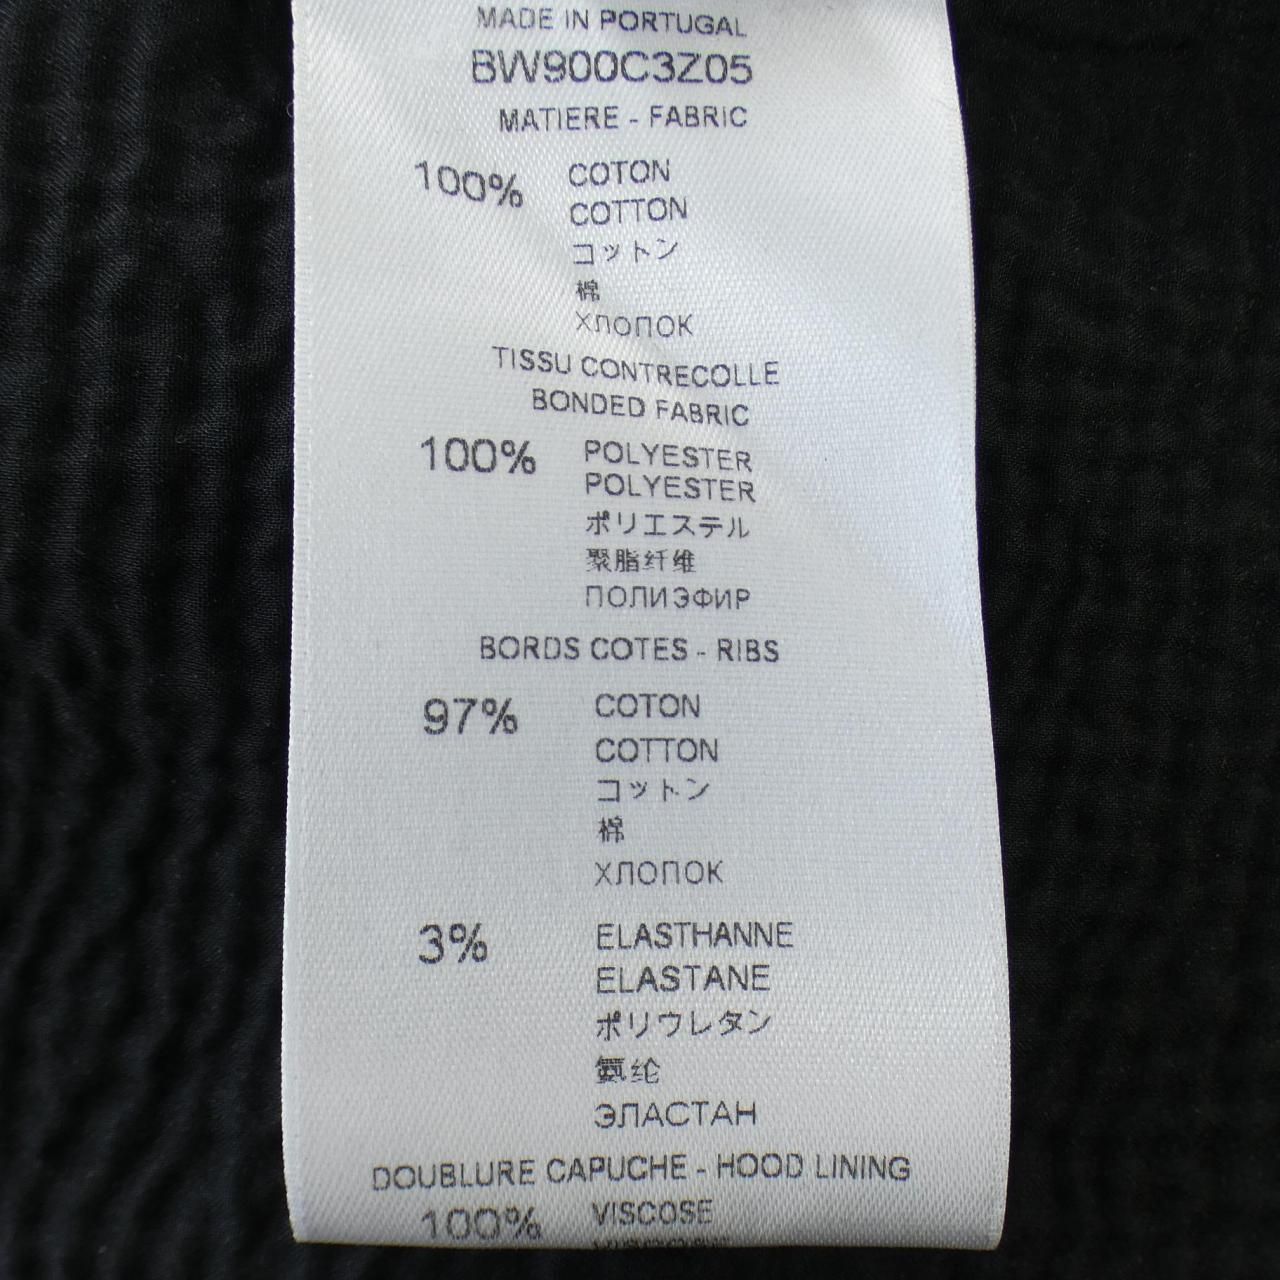 MADE IN PORTUGAL
BW900C3Z05
MATIERE - FABRIC
100% COTON
COTTON
コットン
棉
ХЛОПОК
TISSU CONTRECOLLE
BONDED FABRIC
100% POLYESTER
POLYESTER
ポリエステル
聚脂纤维
ПОЛИЭФИР
BORDS COTES - RIBS
97% COTON
COTTON
コットン
棉
ХЛОПОК
3% ELASTHANNE
ELASTANE
ポリウレタン
氨纶
ЭЛАСТАН
DOUBLURE CAPUCHE - HOOD LINING
100% VISCOSE